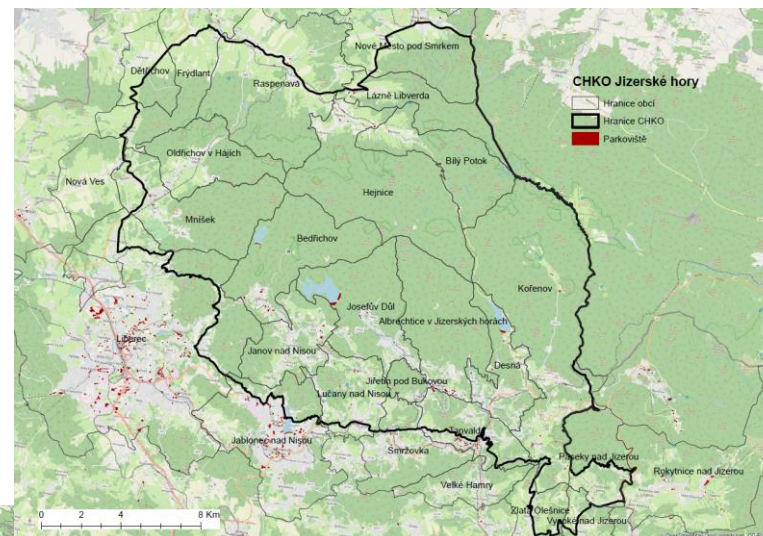 Nové Město pod Smrkem
Dětřichov
Frýdlant
Raspenava
Lázně Libverda
CHKO Jizerské hory
Hranice obcí
Hranice CHKO
Parkoviště
Oldřichov v Hájích
Bílý Potok
Nová Ves
Hejnice
Mníšek
Bedřichov
Kořenov
Josefův Důl
Albrechtice v Jizerských horách
Liberec
Janov nad Nisou
Desná
Jiřetín pod Bukovou
Lučany nad Nisou
Tanvald
Jablonec nad Nisou
Smržovka
Paseky nad Jizerou
Rokytnice nad Jizerou
Velké Hamry
Zlatá Olešnice
Vysoké nad Jizerou
0 2 4 8 Km